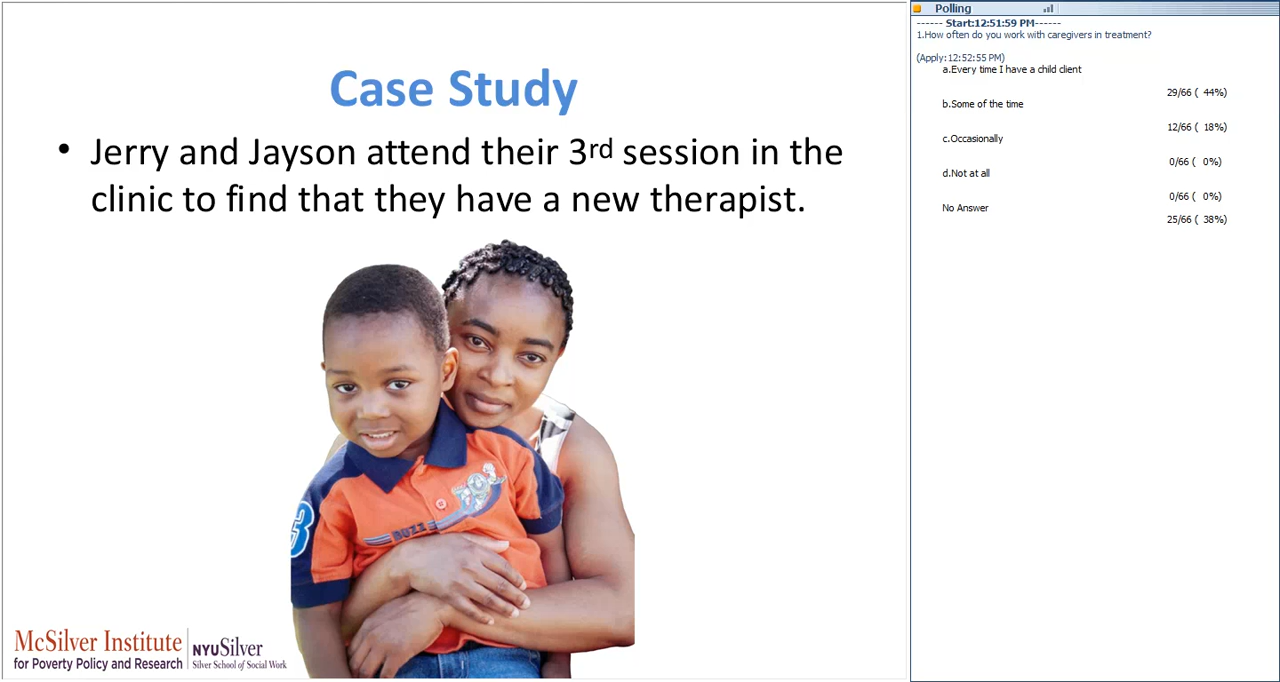 Case Study
• Jerry and Jayson attend their 3rd session in the
clinic to find that they have a new therapist.
BUZZ
3
McSilver Institute
for Poverty Policy and Research
NYUSilver
Silver School of Social Work
Polling
------ Start:12:51:59 PM------
1.How often do you work with caregivers in treatment?
(Apply:12:52:55 PM)
a.Every time I have a child client
29/66 ( 44%)
b.Some of the time
12/66 ( 18%)
c.Occasionally
0/66 ( 0%)
d.Not at all
0/66 ( 0%)
No Answer
25/66 ( 38%)